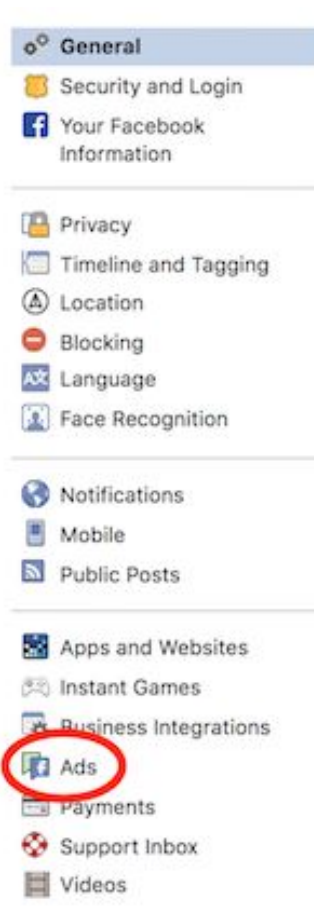 General
Security and Login
Your Facebook
Information
Privacy
Timeline and Tagging
Location
Blocking
Language
Face Recognition
Notifications
Mobile
Public Posts
Apps and Websites
Instant Games
Business Integrations
Ads
Payments
Support Inbox
Videos